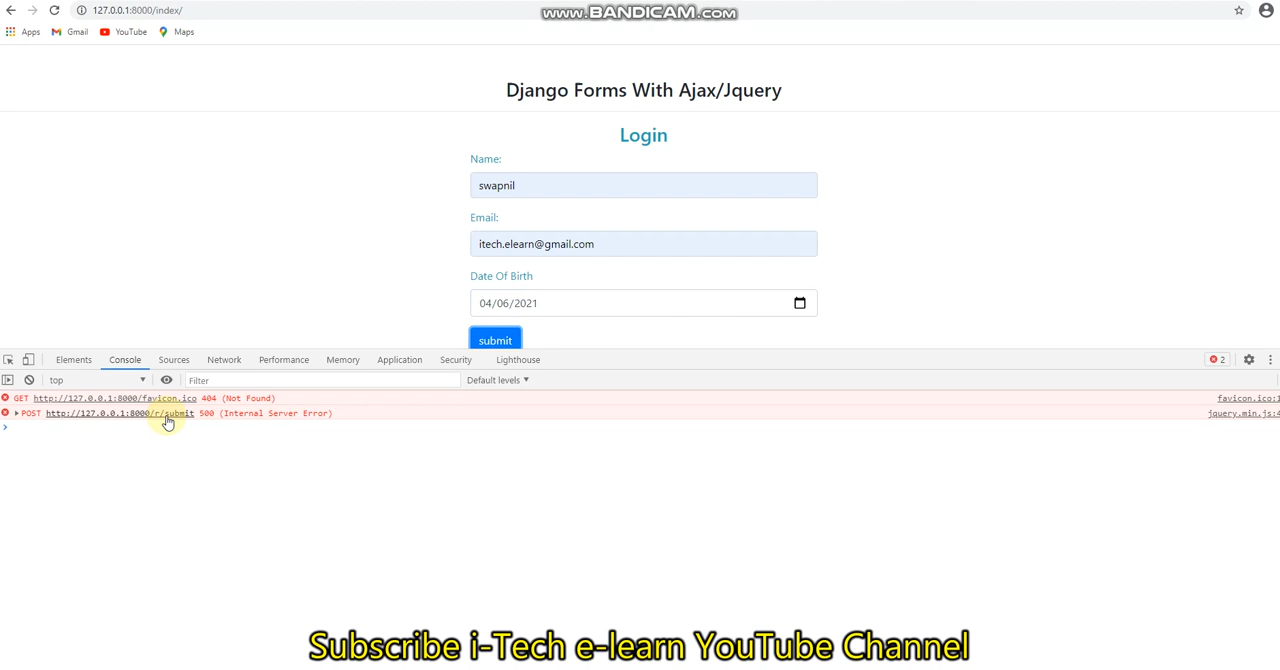 127.0.0.1:8000/index/
www.BANDICAM.com
Apps Gmail YouTube Maps
Django Forms With Ajax/Jquery
Login
Name:
swapnil
Email:
itech.elearn@gmail.com
Date Of Birth
04/06/2021
submit
Elements Console Sources Network Performance Memory Application Security Lighthouse 2
top Filter Default levels
GET http://127.0.0.1:8000/favicon.ico 404 (Not Found) favicon.ico:1
POST http://127.0.0.1:8000/r/submit 500 (Internal Server Error) jquery.min.js:4
Subscribe i-Tech e-learn YouTube Channel